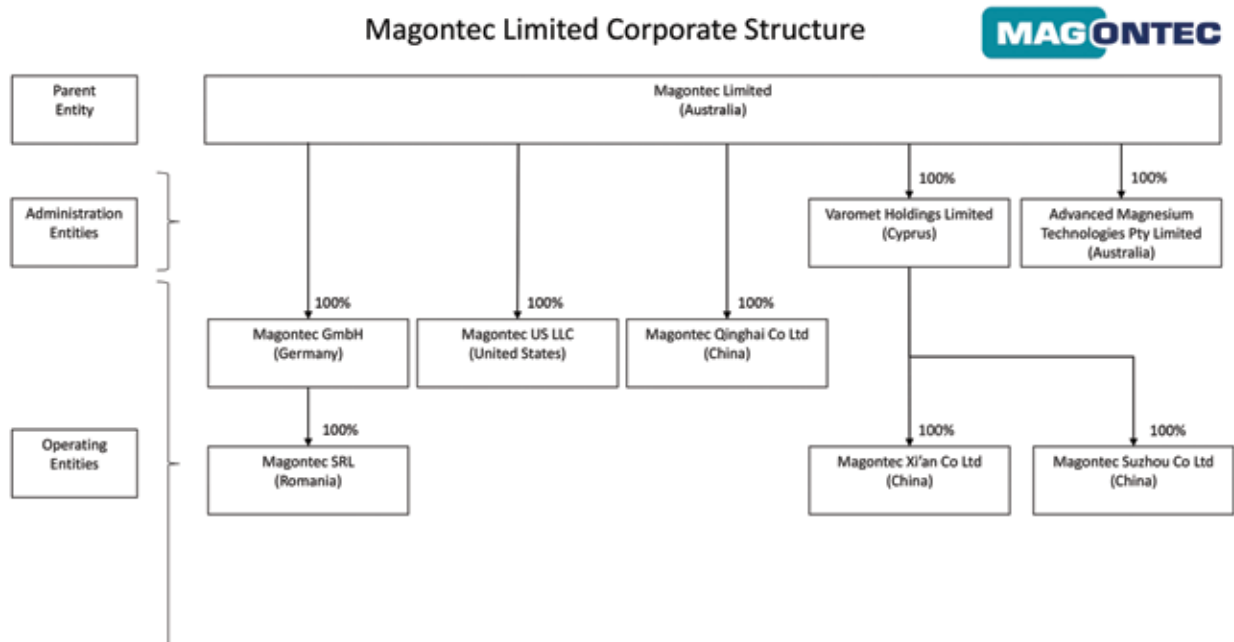 Magontec Limited Corporate Structure
MAGONTEC
Parent
Entity
Magontec Limited
(Australia)
100%
100%
Administration
Entities
Varomet Holdings Limited
(Cyprus)
Advanced Magnesium
Technologies Pty Limited
(Australia)
100%
100%
100%
Magontec GmbH
(Germany)
Magontec US LLC
(United States)
Magontec Qinghai Co Ltd
(China)
Operating
Entities
100%
100%
100%
Magontec SRL
(Romania)
Magontec Xi'an Co Ltd
(China)
Magontec Suzhou Co Ltd
(China)